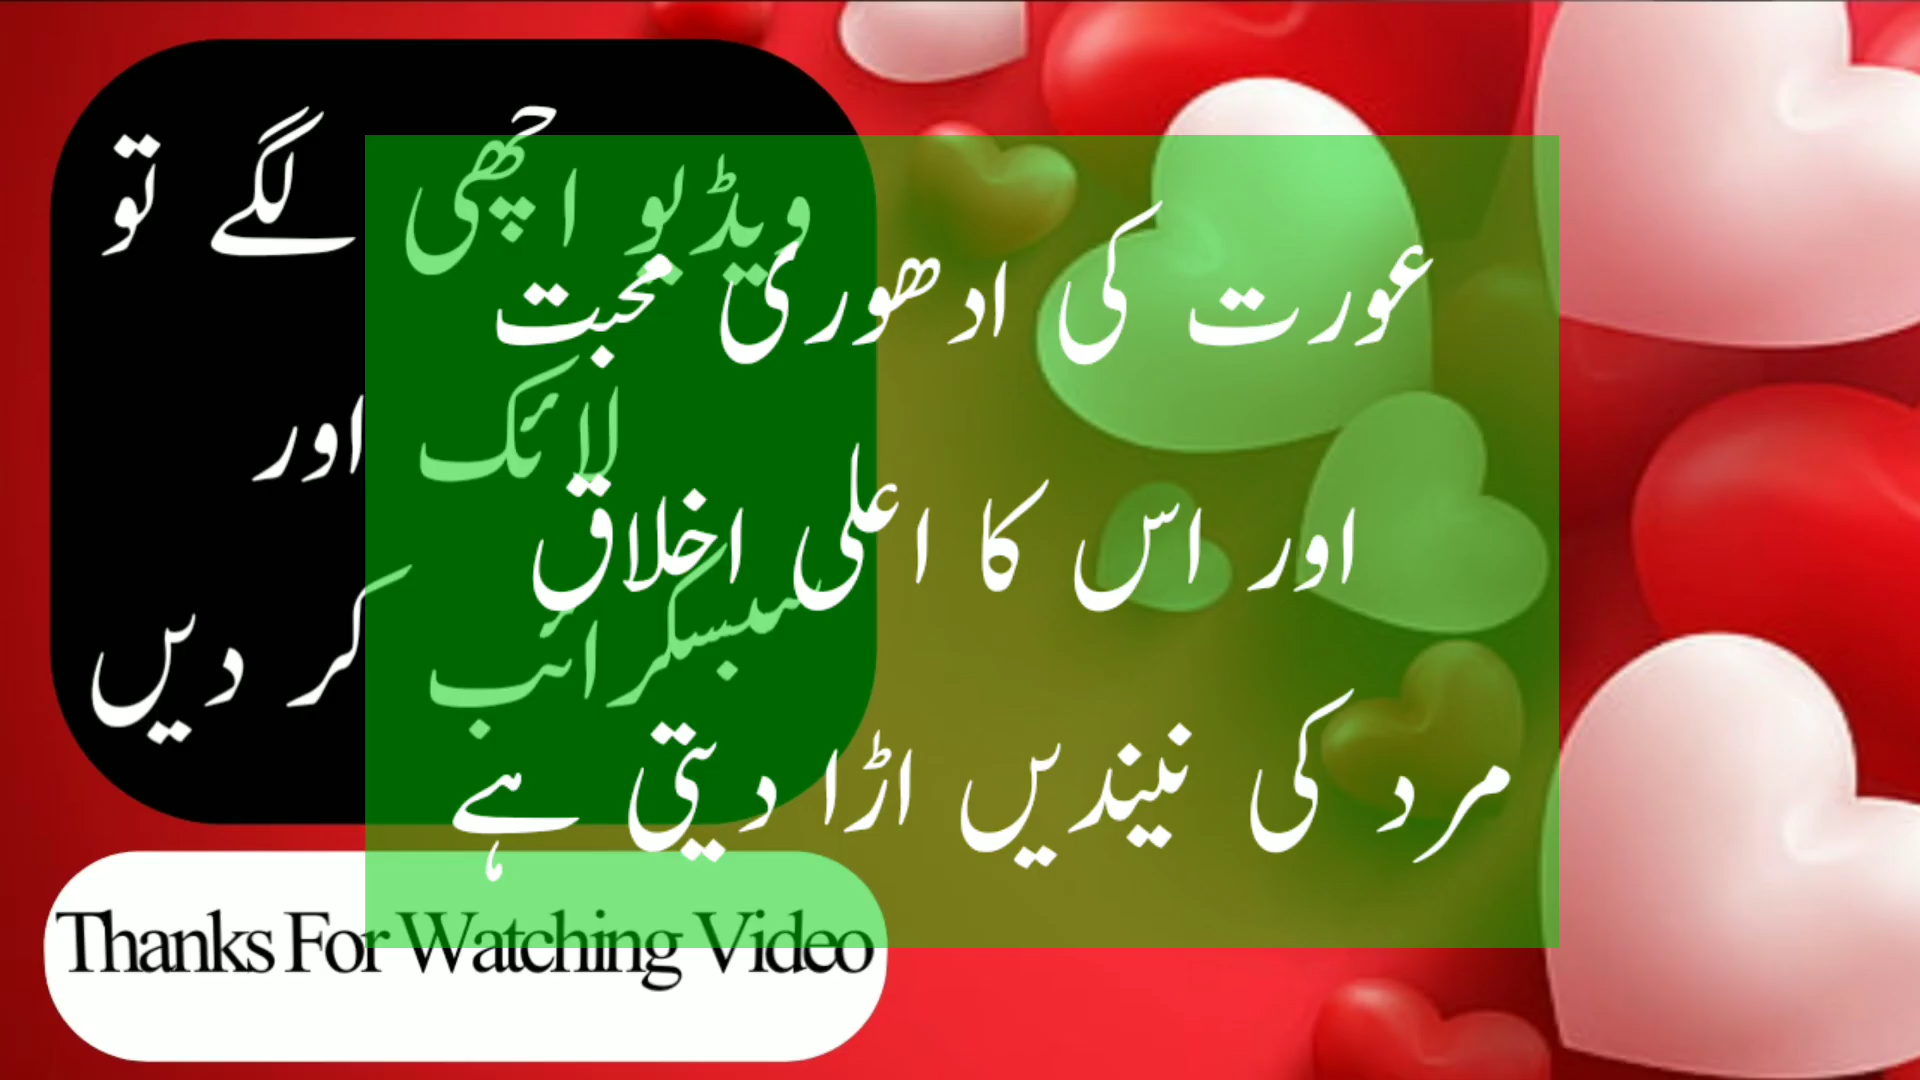 ویڈیو اچھی لگے تو
لائک اور
سبسکرائب کر دیں
عورت کی ادھوری محبت
اور اس کا اعلی اخلاق
مرد کی نیندیں اڑا دیتی ہے
Thanks For Watching Video